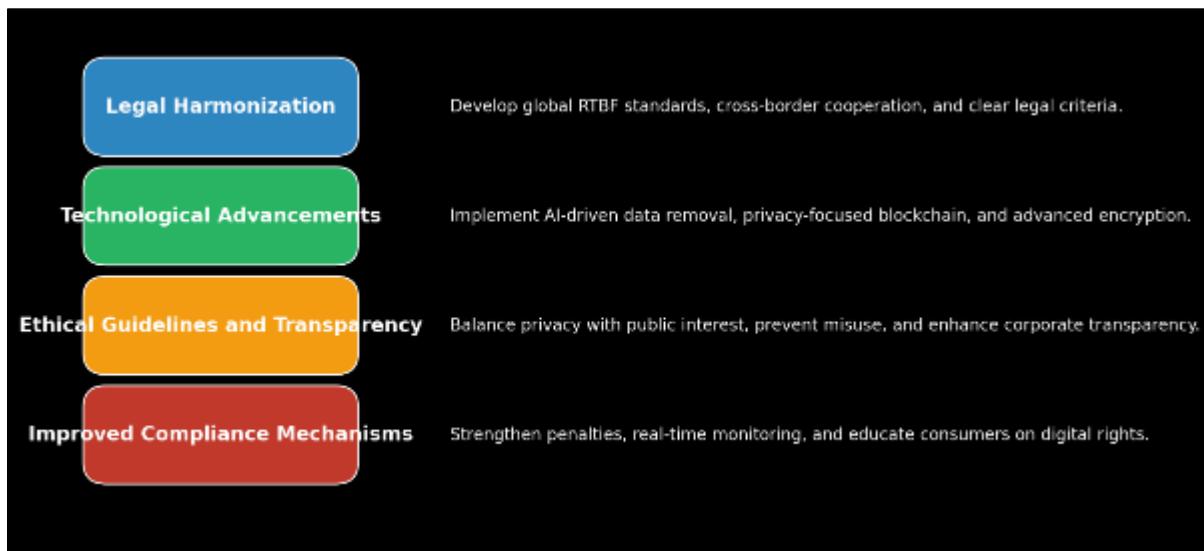 Legal Harmonization
Develop global RTBF standards, cross-border cooperation, and clear legal criteria.
Technological Advancements
Implement AI-driven data removal, privacy-focused blockchain, and advanced encryption.
Ethical Guidelines and Transparency
Balance privacy with public interest, prevent misuse, and enhance corporate transparency.
Improved Compliance Mechanisms
Strengthen penalties, real-time monitoring, and educate consumers on digital rights.